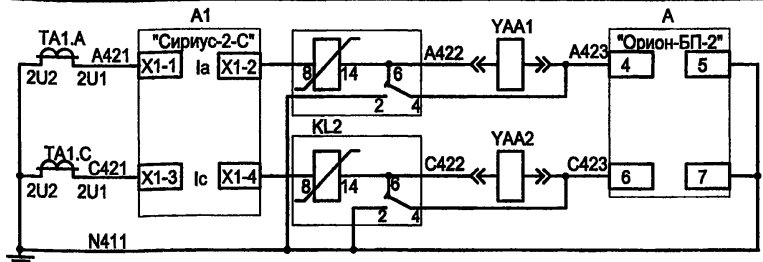 A1
YAA1
A
TA1.A
A421
"Сириус-2-С"
A422
A423
"Орион-БП-2"
X1-1
Ia
X1-2
8
14
6
4
5
2U2
2U1
2
4
KL2
YAA2
TA1.C
C421
C422
C423
X1-3
Ic
X1-4
8
14
6
6
7
2U2
2U1
2
4
N411